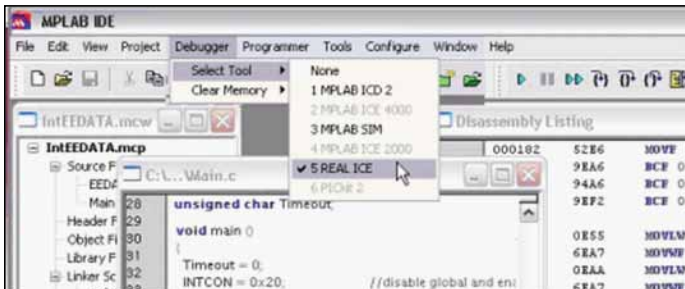 MPLAB IDE
File Edit View Project Debugger Programmer Tools Configure Window Help
Select Tool
Clear Memory
None
1 MPLAB ICD 2
2 MPLAB ICE 4000
3 MPLAB SIM
4 MPLAB ICE 2000
5 REAL ICE
6 PICkit 2
IntEEDATA.mcw
IntEEDATA.mcp
Source F
EEDA
Main
Header F
Object Fi
Library F
Linker Sc
C:\...\Main.c
28 unsigned char Timeout;
29
30 void main ()
31 {
32 Timeout = 0;
INTCON = 0x20; //disable global and ena
Disassembly Listing
000182 52E6 MOVF
9EA6 BCF 0
94A6 BCF 0
9EF2 BCF 0
0E55 MOVLW
6EA7 MOVWF
0EAA MOVLW
6EA7 MOVWF